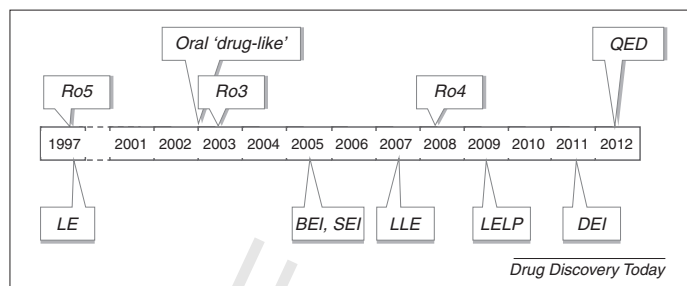 Oral ‘drug-like’
QED
Ro5
Ro3
Ro4
1997 2001 2002 2003 2004 2005 2006 2007 2008 2009 2010 2011 2012
LE
BEI, SEI
LLE
LELP
DEI
Drug Discovery Today